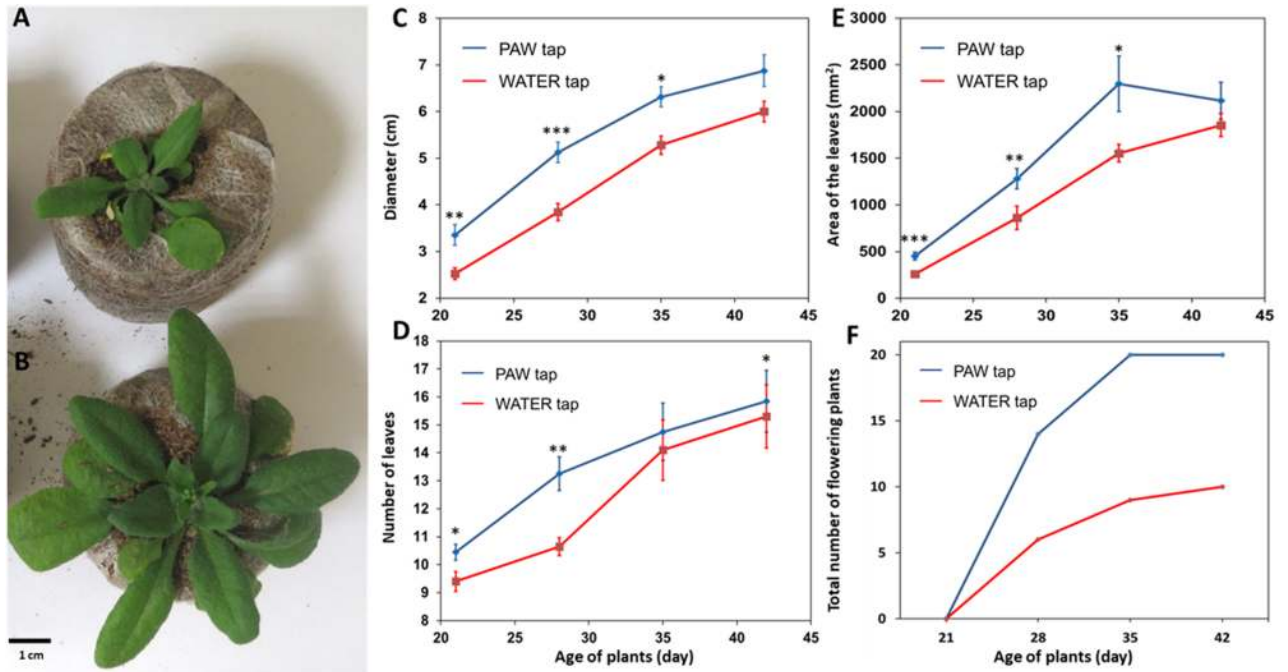 A
B
1 cm
C
8
7
6
5
4
3
2
Diameter (cm)
PAW tap
WATER tap
**
***
*
20 25 30 35 40 45
D
18
17
16
15
14
13
12
11
10
9
8
Number of leaves
PAW tap
WATER tap
*
**
*
20 25 30 35 40 45
Age of plants (day)
E
3000
2500
2000
1500
1000
500
0
Area of the leaves (mm²)
PAW tap
WATER tap
***
**
*
20 25 30 35 40 45
F
20
15
10
5
0
Total number of flowering plants
PAW tap
WATER tap
21 28 35 42
Age of plants (day)